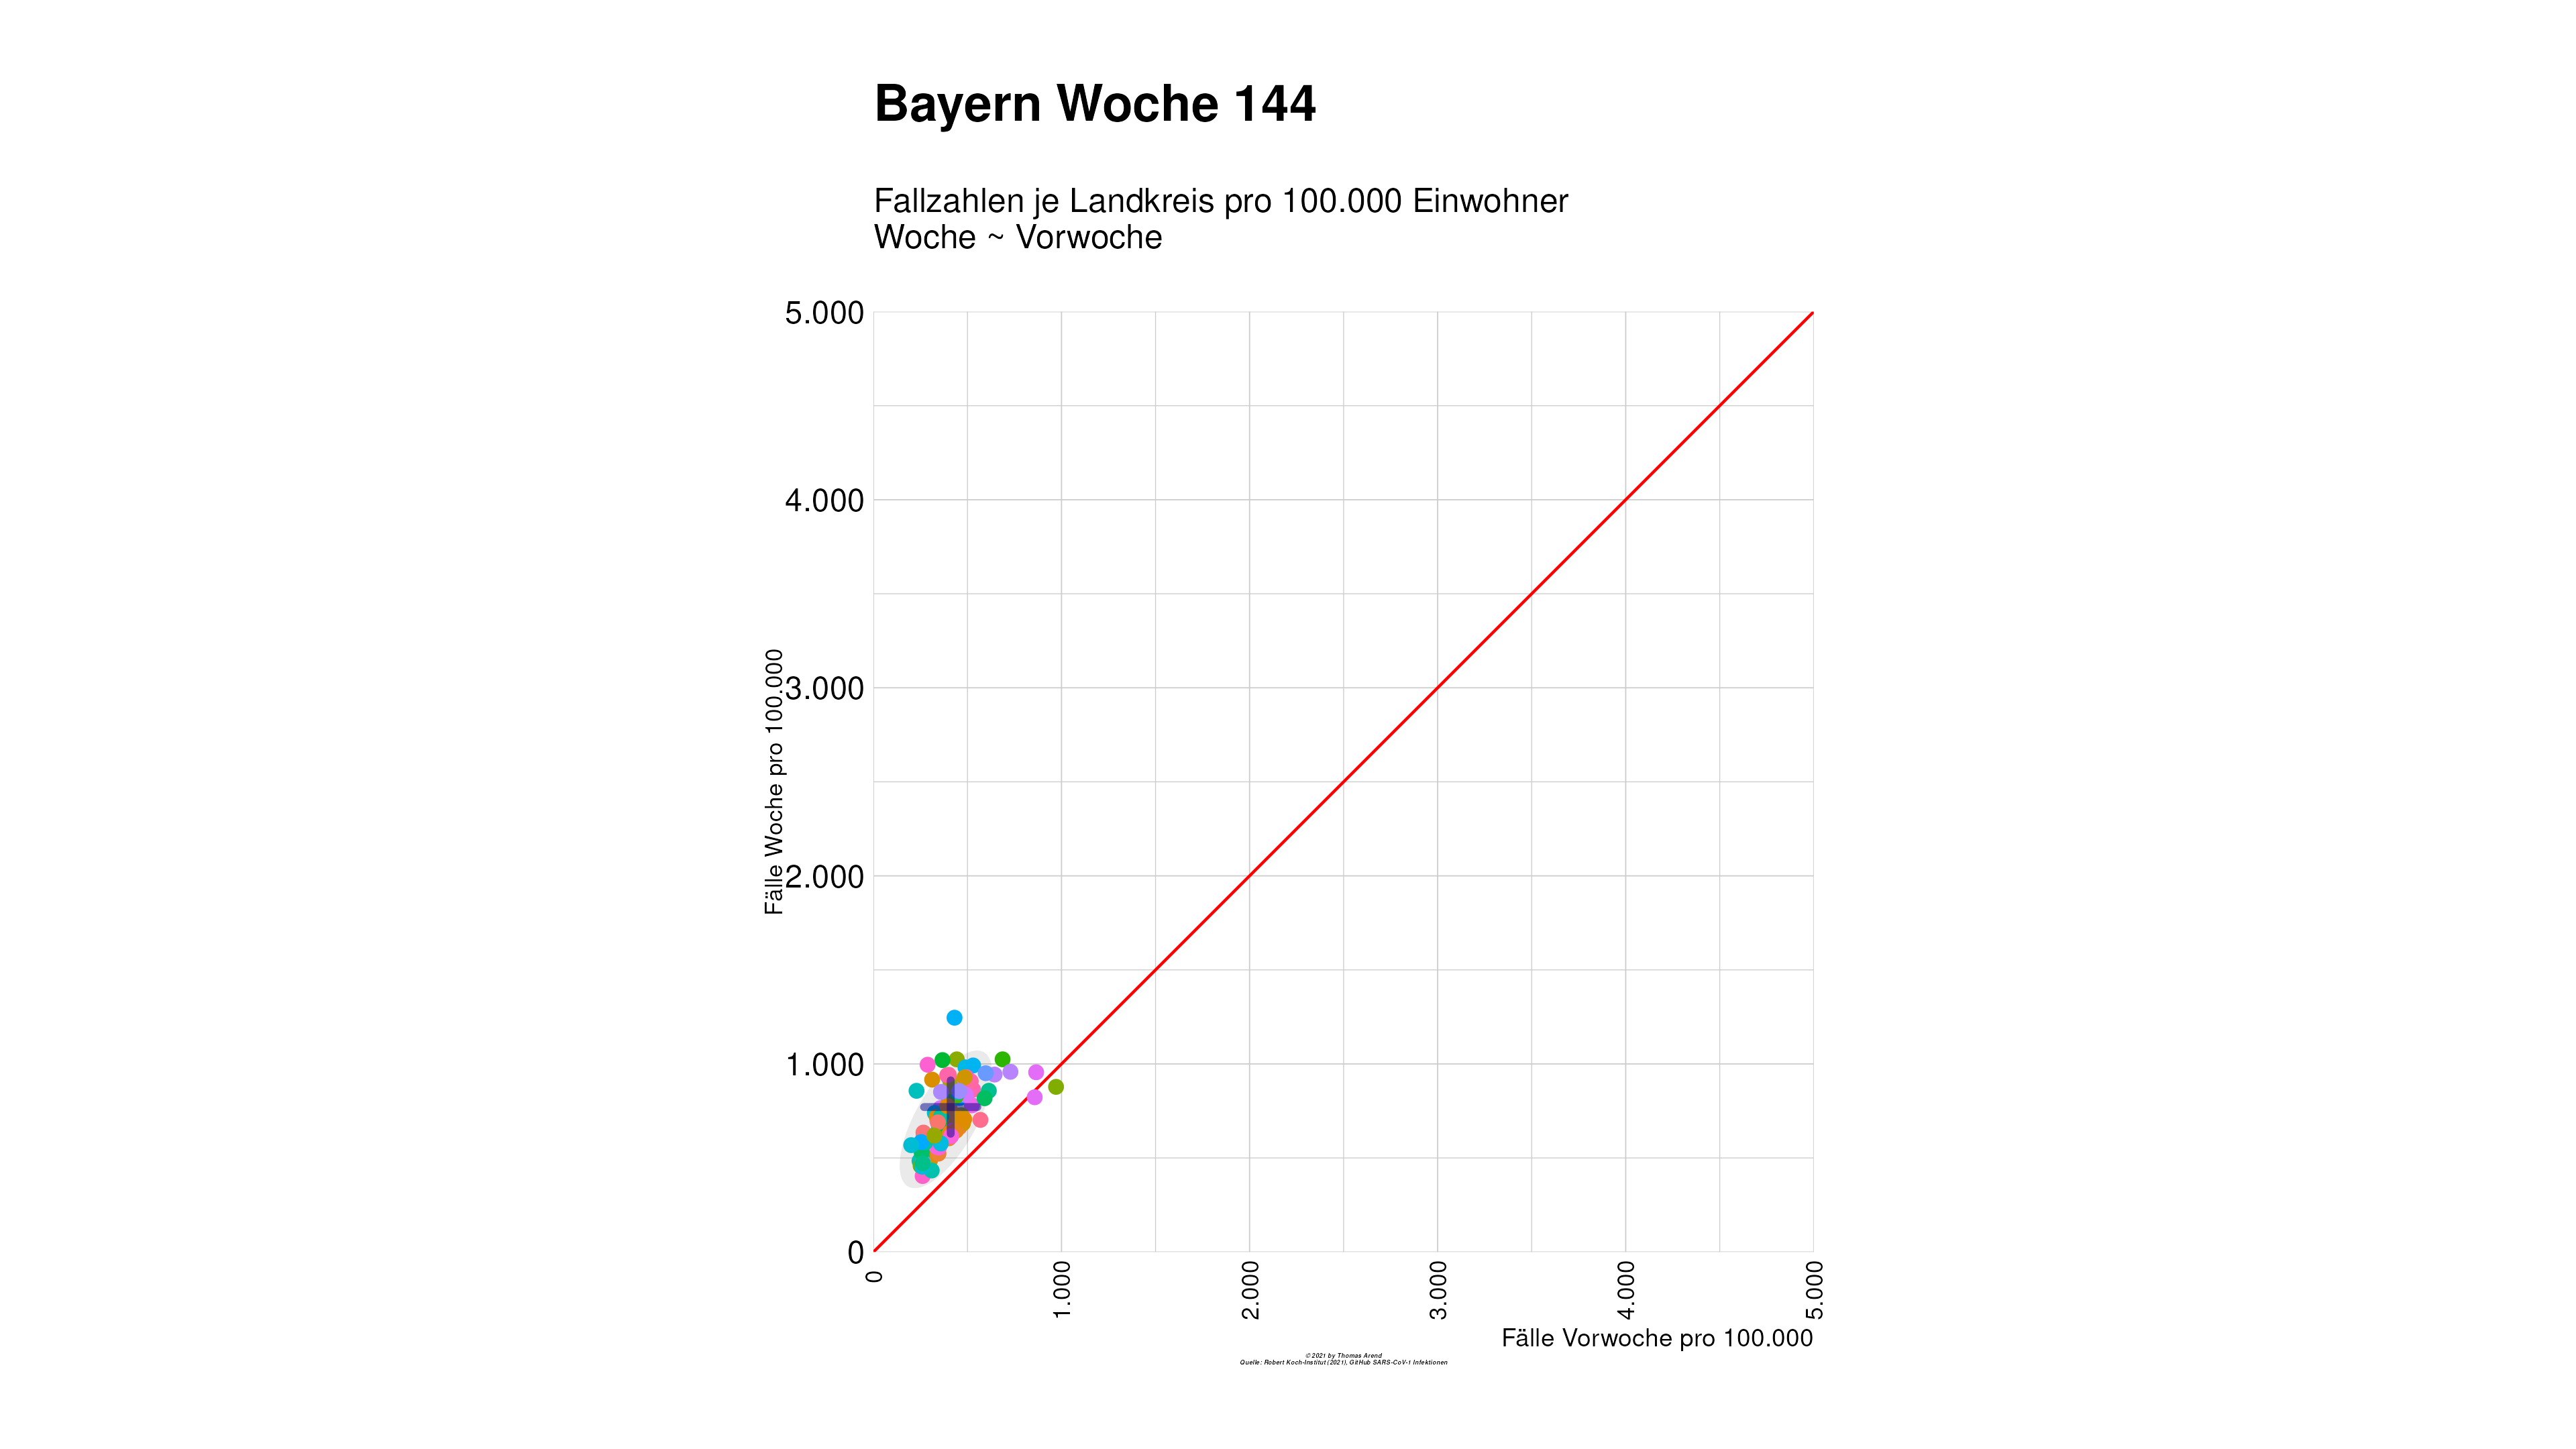 Bayern Woche 144
Fallzahlen je Landkreis pro 100.000 Einwohner
Woche ~ Vorwoche
5.000
4.000
3.000
2.000
1.000
0
Fälle Woche pro 100.000
0
1.000
2.000
3.000
4.000
5.000
Fälle Vorwoche pro 100.000
© 2021 by Thomas Arend
Quelle: Robert Koch-Institut (2021), GitHub SARS-CoV-1 Infektionen